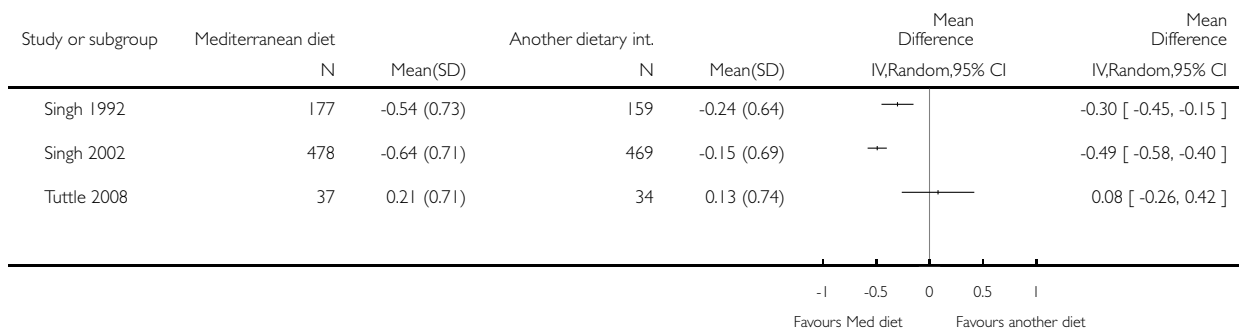 Mean Mean
Study or subgroup Mediterranean diet Another dietary int. Difference Difference
N Mean(SD) N Mean(SD) IV,Random,95% CI IV,Random,95% CI
Singh 1992 177 -0.54 (0.73) 159 -0.24 (0.64) -0.30 [ -0.45, -0.15 ]
Singh 2002 478 -0.64 (0.71) 469 -0.15 (0.69) -0.49 [ -0.58, -0.40 ]
Tuttle 2008 37 0.21 (0.71) 34 0.13 (0.74) 0.08 [ -0.26, 0.42 ]
-1 -0.5 0 0.5 1
Favours Med diet Favours another diet